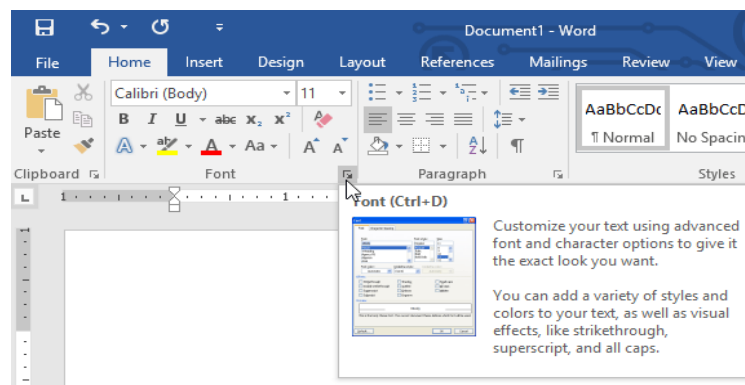 Document1 - Word
File Home Insert Design Layout References Mailings Review View
Calibri (Body) 11
B I U abc x₂ x²
A aby A Aa A A
AaBbCcDc AaBbCcD
¶ Normal No Spacin
Paste
Clipboard Font Paragraph Styles
L 1 1
Font (Ctrl+D)
Customize your text using advanced
font and character options to give it
the exact look you want.
You can add a variety of styles and
colors to your text, as well as visual
effects, like strikethrough,
superscript, and all caps.